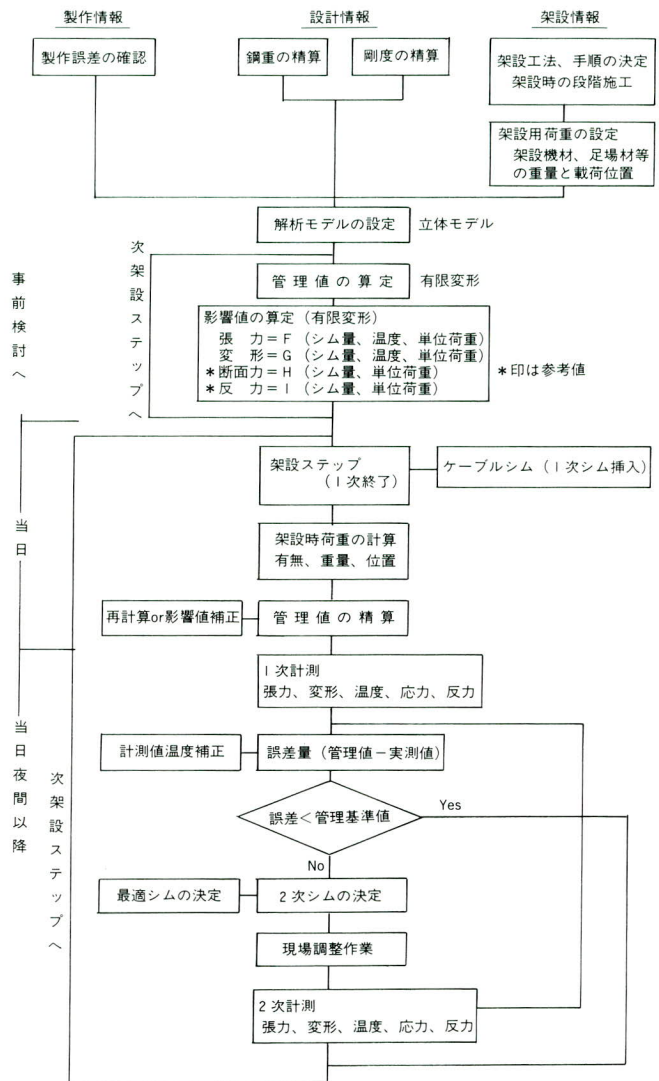 製作情報
設計情報
架設情報
製作誤差の確認
鋼重の精算
剛度の精算
架設工法、手順の決定
架設時の段階施工
架設用荷重の設定
架設機材、足場材等
の重量と載荷位置
解析モデルの設定
立体モデル
次架設ステップへ
管理値の算定
有限変形
影響値の算定(有限変形)
張 力=F(シム量、温度、単位荷重)
変 形=G(シム量、温度、単位荷重)
*断面力=H(シム量、単位荷重)
*反 力=I(シム量、単位荷重)
*印は参考値
事前検討へ
架設ステップ
(1次終了)
ケーブルシム(1次シム挿入)
当日
架設時荷重の計算
有無、重量、位置
再計算or影響値補正
管理値の精算
1次計測
張力、変形、温度、応力、反力
計測値温度補正
誤差量(管理値-実測値)
当日夜間以降
次架設ステップへ
誤差<管理基準値
Yes
No
最適シムの決定
2次シムの決定
現場調整作業
2次計測
張力、変形、温度、応力、反力